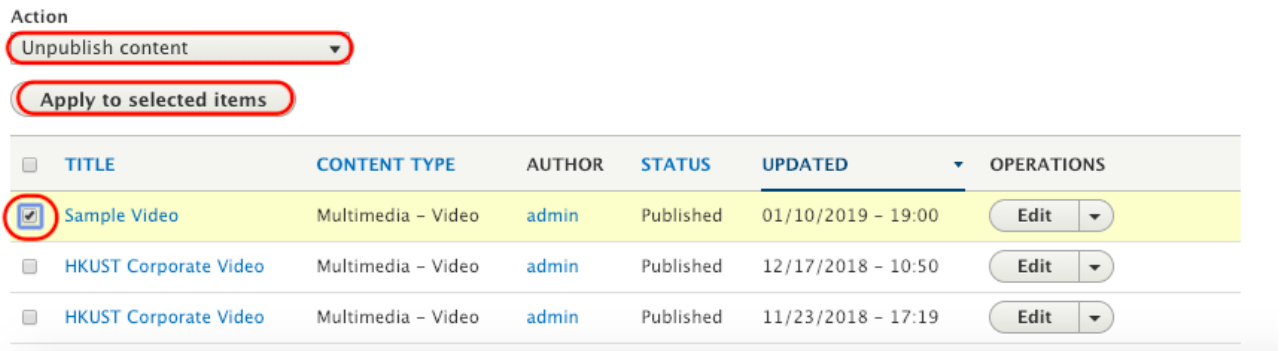 Action
Unpublish content
Apply to selected items
TITLE CONTENT TYPE AUTHOR STATUS UPDATED OPERATIONS
Sample Video Multimedia – Video admin Published 01/10/2019 – 19:00 Edit
HKUST Corporate Video Multimedia – Video admin Published 12/17/2018 – 10:50 Edit
HKUST Corporate Video Multimedia – Video admin Published 11/23/2018 – 17:19 Edit